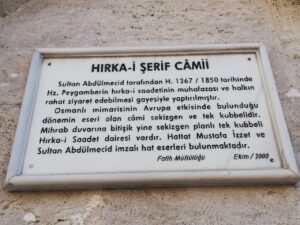 HIRKA-İ ŞERİF CÂMİİ
Sultan Abdülmecid tarafından H. 1267 / 1850 tarihinde
Hz. Peygamberin hırka-i saadetinin muhafazası ve halkın
rahat ziyaret edebilmesi gayesiyle yaptırılmıştır.
Osmanlı mimarisinin Avrupa etkisinde bulunduğu
dönemin eseri olan câmi sekizgen ve tek kubbelidir.
Mihrab duvarına bitişik yine sekizgen planlı tek kubbeli
Hırka-i Saadet dairesi vardır. Hattat Mustafa İzzet ve
Sultan Abdülmecid imzalı hat eserleri bulunmaktadır.
Fatih Müftülüğü Ekim / 2000